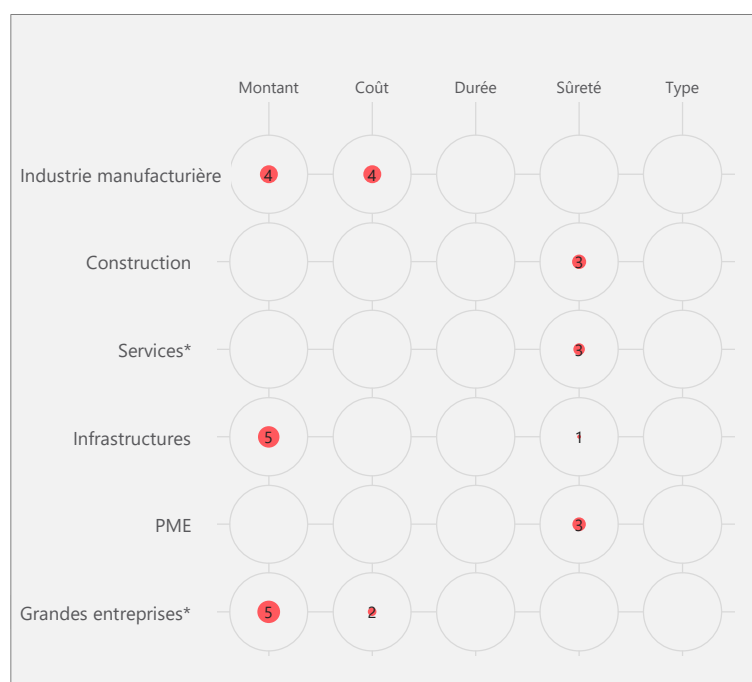 Montant Coût Durée Sûreté Type
Industrie manufacturière 4 4
Construction 3
Services* 3
Infrastructures 5 1
PME 3
Grandes entreprises* 5 2